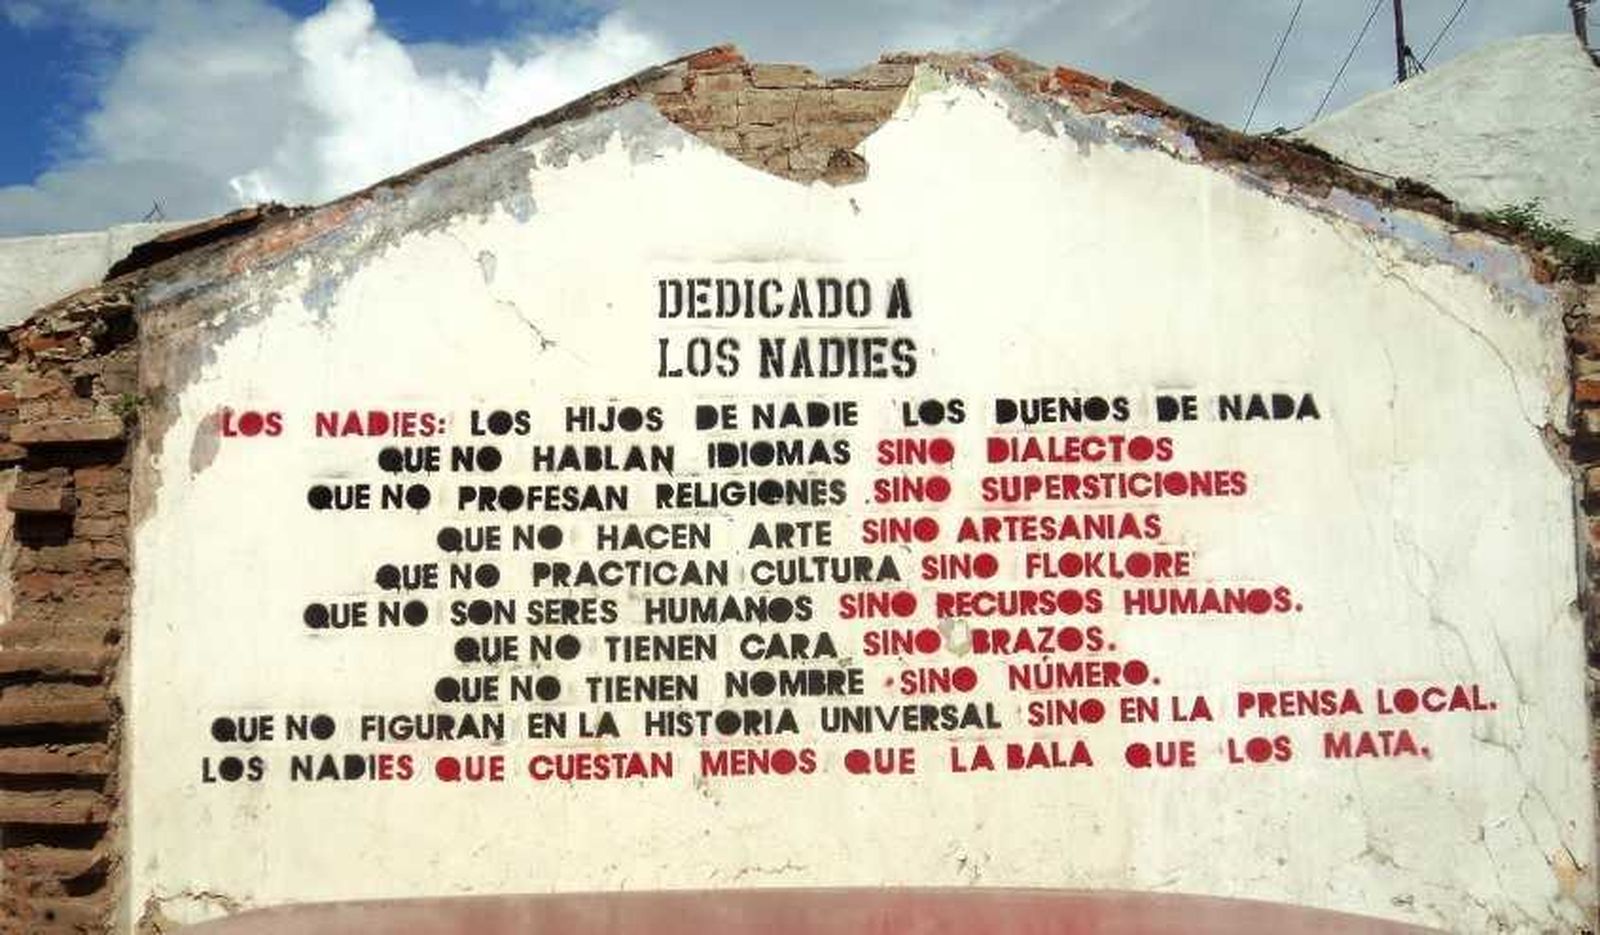 DEDICADO A
LOS NADIES
LOS NADIES: LOS HIJOS DE NADIE LOS DUENOS DE NADA
QUE NO HABLAN IDIOMAS SINO DIALECTOS
QUE NO PROFESAN RELIGIONES SINO SUPERSTICIONES
QUE NO HACEN ARTE SINO ARTESANIAS
QUE NO PRACTICAN CULTURA SINO FLOKLORE
QUE NO SON SERES HUMANOS SINO RECURSOS HUMANOS.
QUE NO TIENEN CARA SINO BRAZOS.
QUE NO TIENEN NOMBRE SINO NÚMERO.
QUE NO FIGURAN EN LA HISTORIA UNIVERSAL SINO EN LA PRENSA LOCAL.
LOS NADIES QUE CUESTAN MENOS QUE LA BALA QUE LOS MATA.